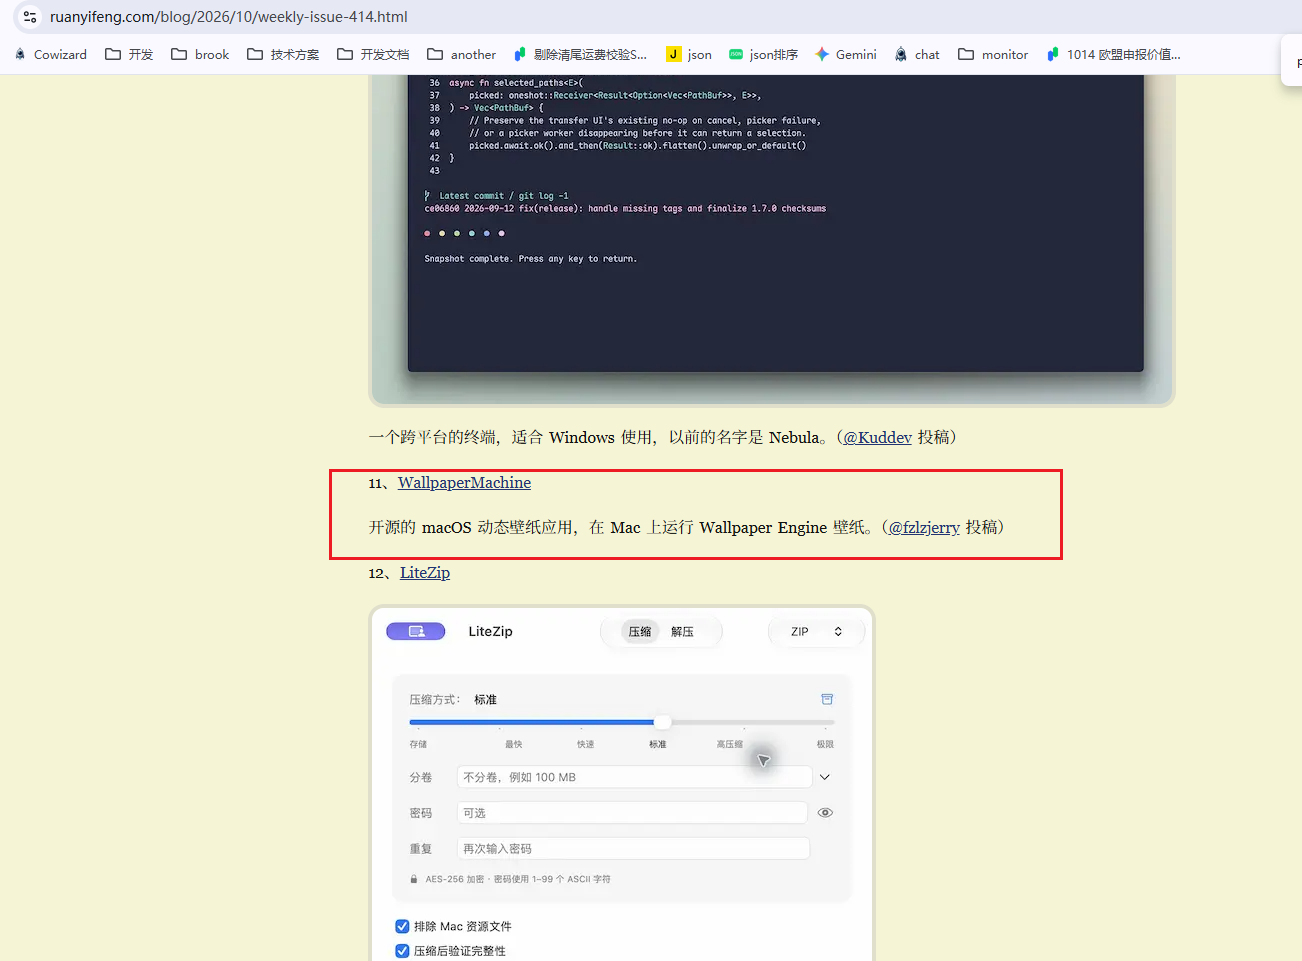 ruanyifeng.com/blog/2026/10/weekly-issue-414.html
Cowizard 开发 brook 技术方案 开发文档 another 剔除清尾运费校验S... json json排序 Gemini chat monitor 1014 欧盟申报价值...
36 async fn selected_paths<E>(
37 picked: oneshot::Receiver<Result<Option<Vec<PathBuf>>, E>>,
38 ) -> Vec<PathBuf> {
39 // Preserve the transfer UI's existing no-op on cancel, picker failure,
40 // or a picker worker disappearing before it can return a selection.
41 picked.await.ok().and_then(Result::ok).flatten().unwrap_or_default()
42 }
43
Latest commit / git log -1
ce06860 2026-09-12 fix(release): handle missing tags and finalize 1.7.0 checksums
Snapshot complete. Press any key to return.
一个跨平台的终端，适合 Windows 使用，以前的名字是 Nebula。（@Kuddev 投稿）
11、WallpaperMachine
开源的 macOS 动态壁纸应用，在 Mac 上运行 Wallpaper Engine 壁纸。（@fzlzjerry 投稿）
12、LiteZip
LiteZip 压缩 解压 ZIP
压缩方式： 标准
存储 最快 快速 标准 高压缩 极限
分卷 不分卷，例如 100 MB
密码 可选
重复 再次输入密码
AES-256 加密 · 密码使用 1–99 个 ASCII 字符
排除 Mac 资源文件
压缩后验证完整性